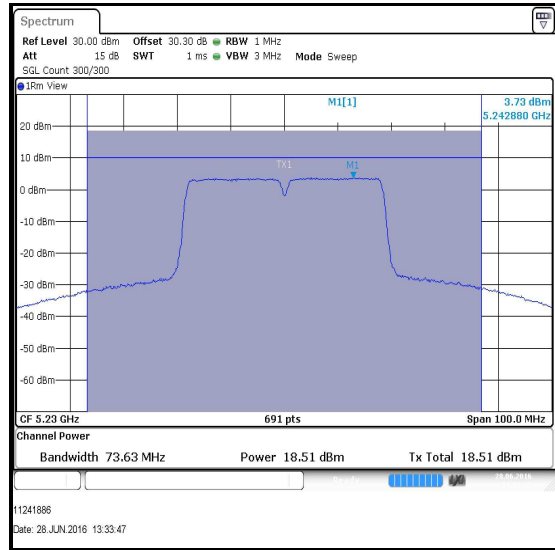 Spectrum
Ref Level 30.00 dBm Offset 30.30 dB RBW 1 MHz
Att 15 dB SWT 1 ms VBW 3 MHz Mode Sweep
SGL Count 300/300
1Rm View
M1[1] 3.73 dBm
5.242880 GHz
20 dBm
10 dBm
TX1 M1
0 dBm
-10 dBm
-20 dBm
-30 dBm
-40 dBm
-50 dBm
-60 dBm
CF 5.23 GHz 691 pts Span 100.0 MHz
Channel Power
Bandwidth 73.63 MHz Power 18.51 dBm Tx Total 18.51 dBm
Ready 28.06.2016
11241886
Date: 28.JUN.2016 13:33:47